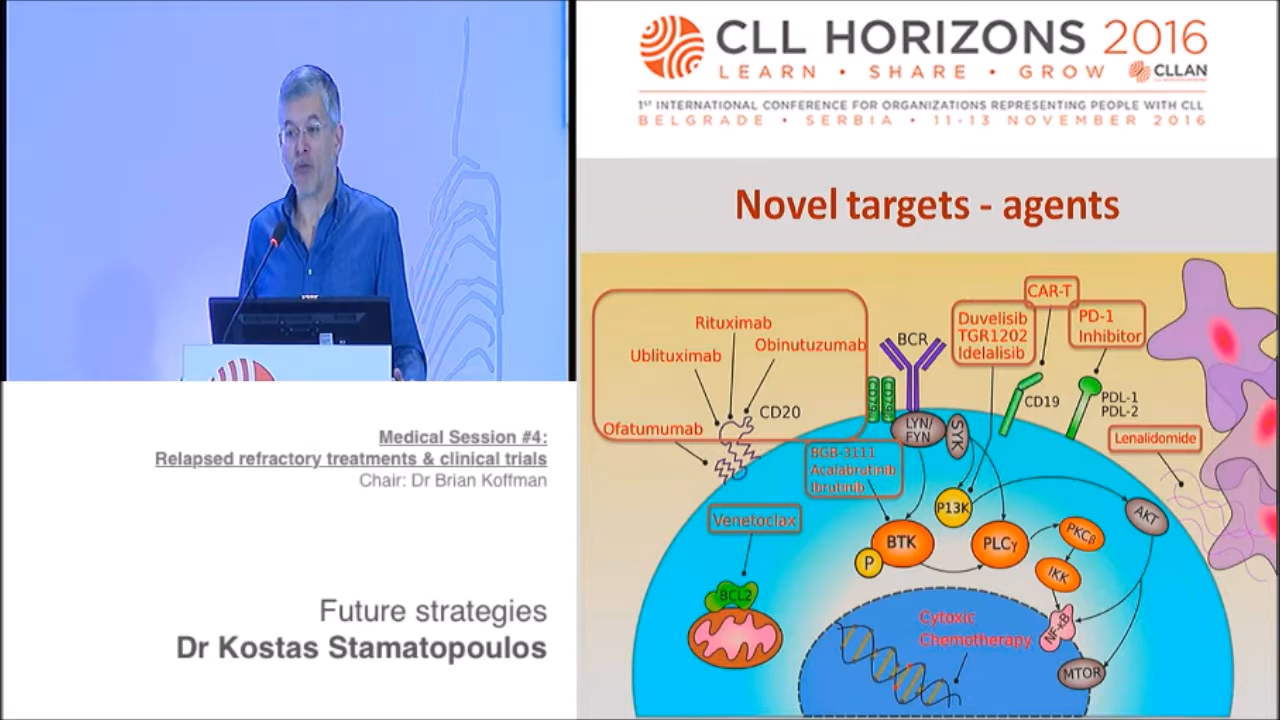 CLL HORIZONS 2016
LEARN • SHARE • GROW
CLLAN
1ST INTERNATIONAL CONFERENCE FOR ORGANIZATIONS REPRESENTING PEOPLE WITH CLL
BELGRADE • SERBIA • 11-13 NOVEMBER 2016
Novel targets - agents
CAR-T
Rituximab
Obinutuzumab
Ublituximab
Ofatumumab
CD20
BCR
Duvelisib
TGR1202
Idelalisib
PD-1
Inhibitor
CD19
PDL-1
PDL-2
Lenalidomide
LYN/
FYN
SYK
BGB-3111
Acalabrutinib
Ibrutinib
Venetoclax
P13K
AKT
BTK
P
PLCγ
PKCβ
IKK
BCL2
NF-κB
MTOR
Cytoxic
Chemotherapy
Medical Session #4:
Relapsed refractory treatments & clinical trials
Chair: Dr Brian Koffman
Future strategies
Dr Kostas Stamatopoulos